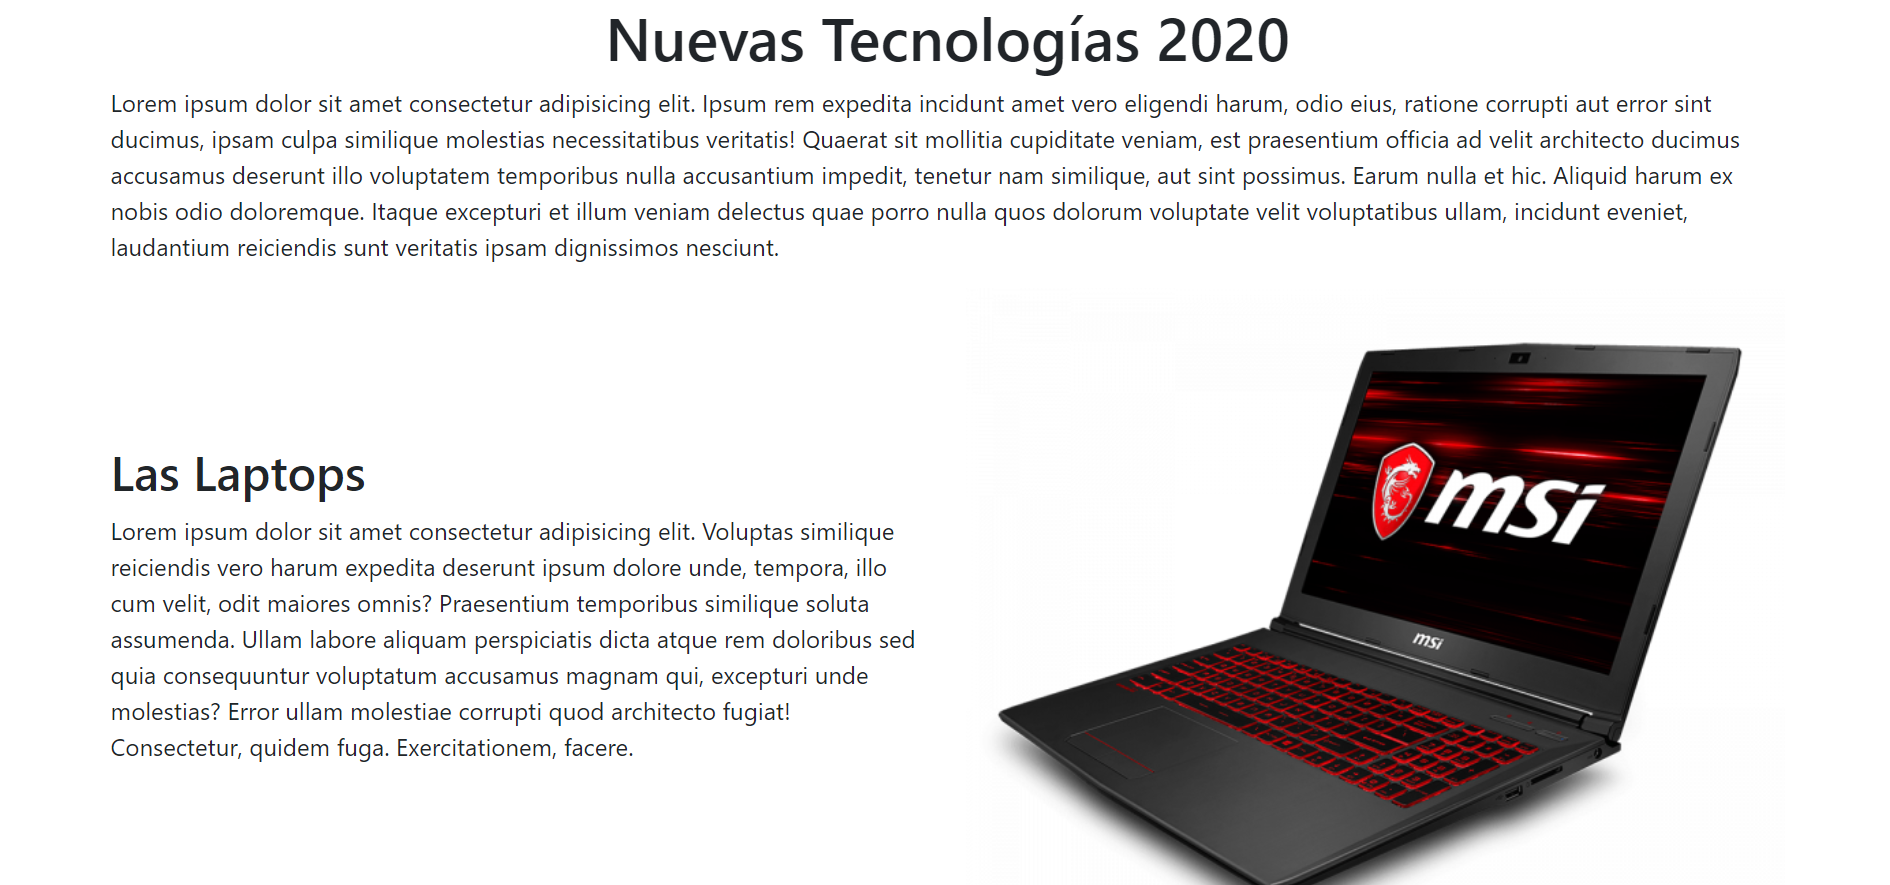 Nuevas Tecnologías 2020
Lorem ipsum dolor sit amet consectetur adipisicing elit. Ipsum rem expedita incidunt amet vero eligendi harum, odio eius, ratione corrupti aut error sint
ducimus, ipsam culpa similique molestias necessitatibus veritatis! Quaerat sit mollitia cupiditate veniam, est praesentium officia ad velit architecto ducimus
accusamus deserunt illo voluptatem temporibus nulla accusantium impedit, tenetur nam similique, aut sint possimus. Earum nulla et hic. Aliquid harum ex
nobis odio doloremque. Itaque excepturi et illum veniam delectus quae porro nulla quos dolorum voluptate velit voluptatibus ullam, incidunt eveniet,
laudantium reiciendis sunt veritatis ipsam dignissimos nesciunt.
Las Laptops
Lorem ipsum dolor sit amet consectetur adipisicing elit. Voluptas similique
reiciendis vero harum expedita deserunt ipsum dolore unde, tempora, illo
cum velit, odit maiores omnis? Praesentium temporibus similique soluta
assumenda. Ullam labore aliquam perspiciatis dicta atque rem doloribus sed
quia consequuntur voluptatum accusamus magnam qui, excepturi unde
molestias? Error ullam molestiae corrupti quod architecto fugiat!
Consectetur, quidem fuga. Exercitationem, facere.
msi
msi